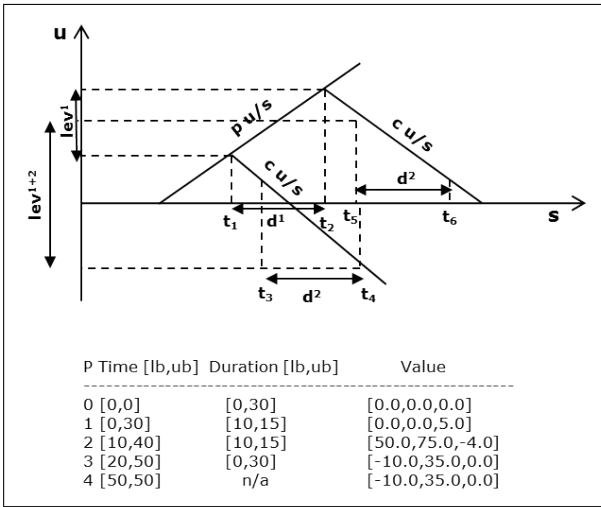 u
lev¹
p u/s
c u/s
c u/s
lev¹⁺²
d²
t₁ d¹ t₂ t₅ t₆ s
t₃ d² t₄
P Time [lb,ub] Duration [lb,ub] Value
0 [0,0] [0,30] [0.0,0.0,0.0]
1 [0,30] [10,15] [0.0,0.0,5.0]
2 [10,40] [10,15] [50.0,75.0,-4.0]
3 [20,50] [0,30] [-10.0,35.0,0.0]
4 [50,50] n/a [-10.0,35.0,0.0]